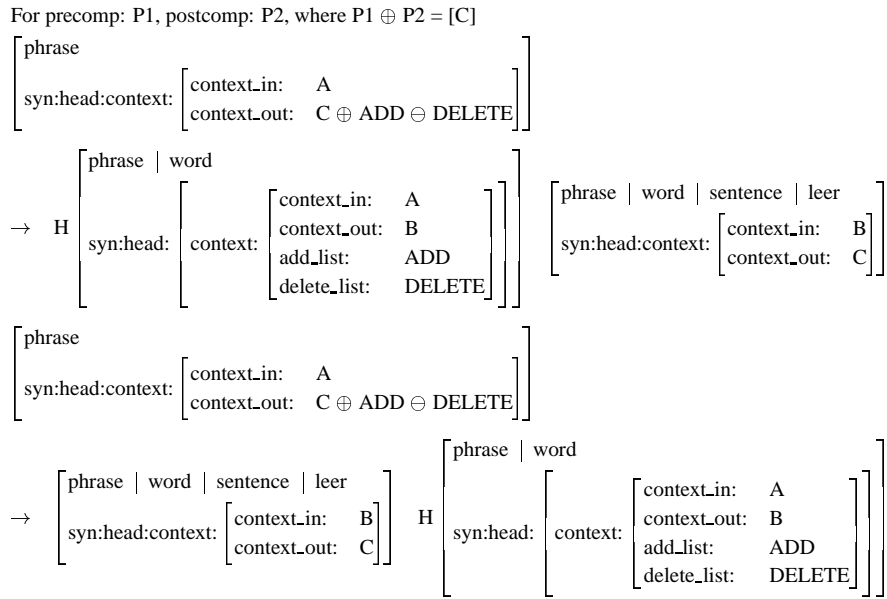 For precomp: P1, postcomp: P2, where P1 ⊕ P2 = [C]
phrase
syn:head:context: context_in: A
context_out: C ⊕ ADD ⊖ DELETE
→ H phrase | word
syn:head: context: context_in: A
context_out: B
add_list: ADD
delete_list: DELETE
phrase | word | sentence | leer
syn:head:context: context_in: B
context_out: C
phrase
syn:head:context: context_in: A
context_out: C ⊕ ADD ⊖ DELETE
→ phrase | word | sentence | leer
syn:head:context: context_in: B
context_out: C
H phrase | word
syn:head: context: context_in: A
context_out: B
add_list: ADD
delete_list: DELETE